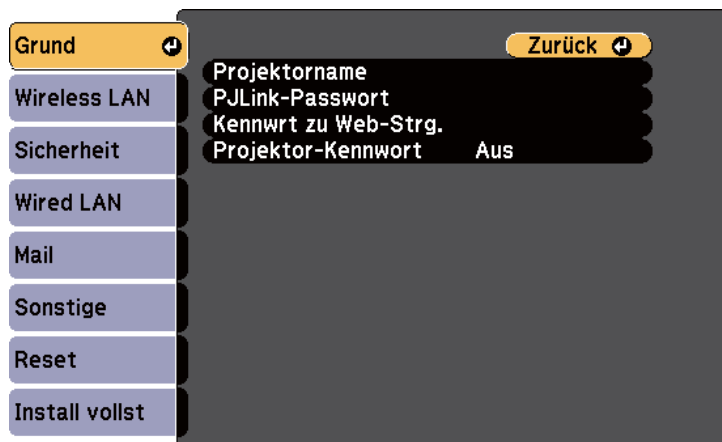 Grund
Wireless LAN
Sicherheit
Wired LAN
Mail
Sonstige
Reset
Install vollst
Zurück
Projektorname
PJLink-Passwort
Kennwrt zu Web-Strg.
Projektor-Kennwort Aus